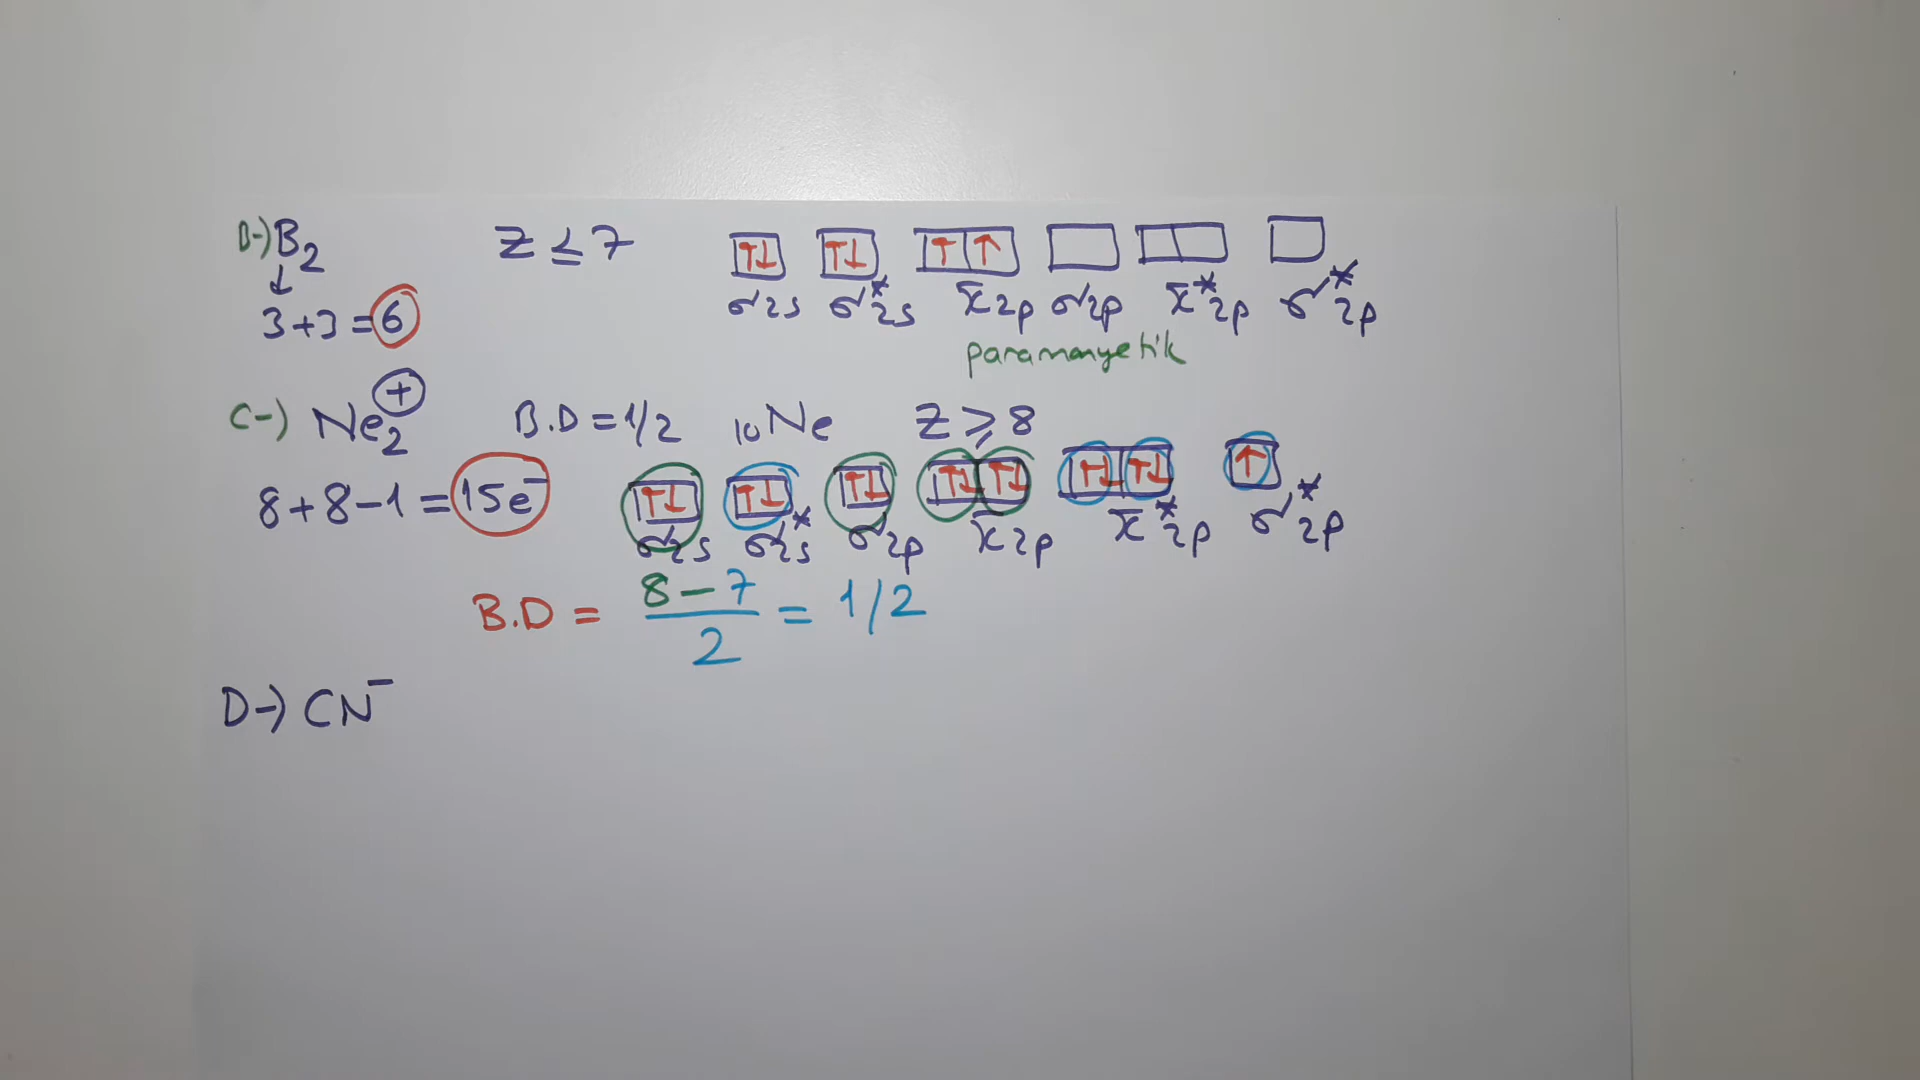 B-) B₂ Z ≤ 7 ↑↓ ↑↓ ↑ ↑
↓ σ2s σ*2s π2p σ2p π*2p σ*2p
3+3=6
paramanyetik
C-) Ne₂⁺ B.D = 1/2 ₁₀Ne Z ⩾ 8
8+8-1 = 15e⁻ ↑↓ ↑↓ ↑↓ ↑↓ ↑↓ ↑↓ ↑↓ ↑
σ2s σ*2s σ2p π2p π*2p σ*2p
B.D = (8-7)/2 = 1/2
D-) CN⁻